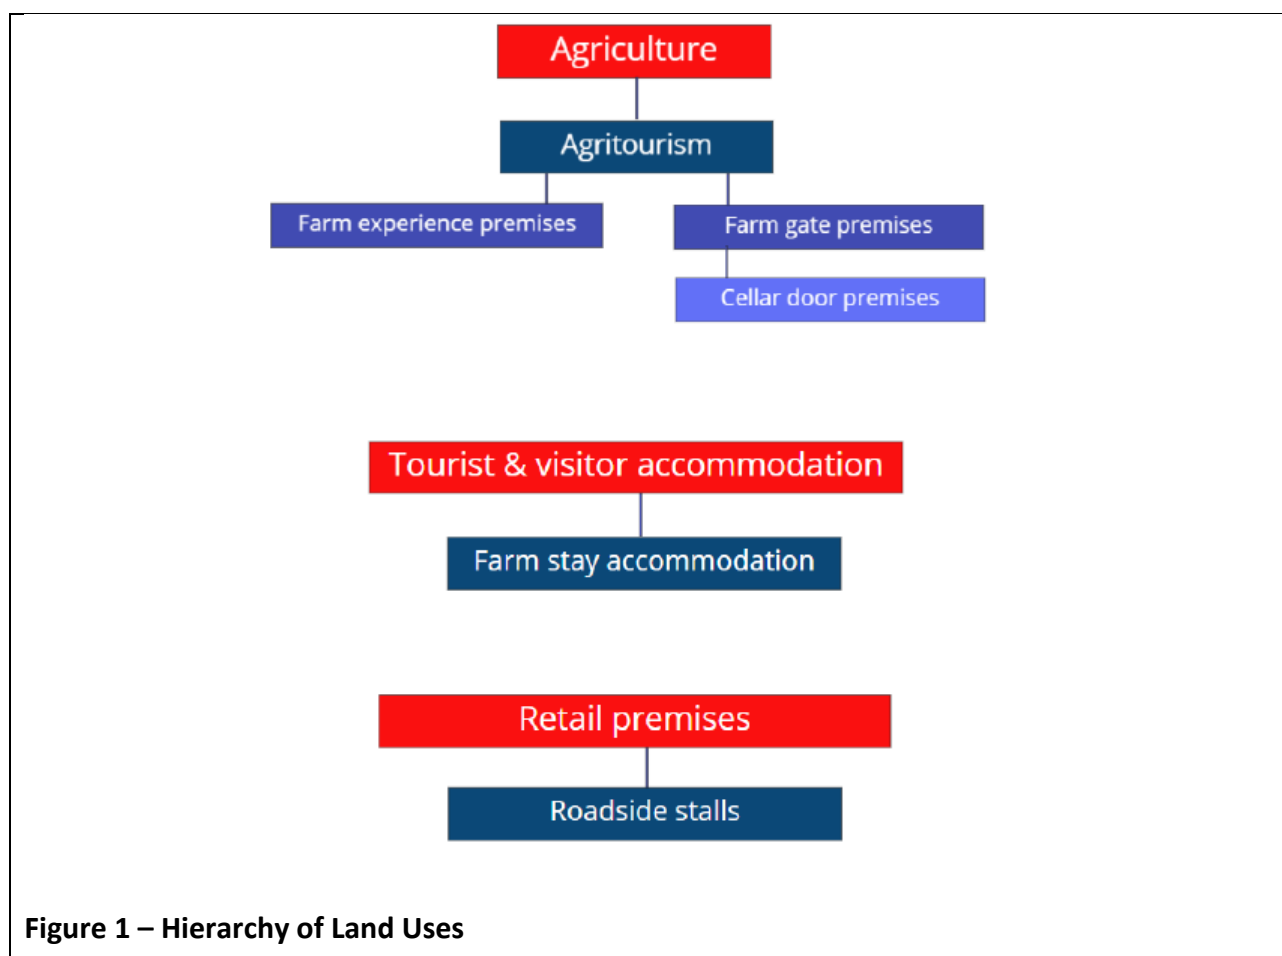 Agriculture
Agritourism
Farm experience premises
Farm gate premises
Cellar door premises
Tourist & visitor accommodation
Farm stay accommodation
Retail premises
Roadside stalls
Figure 1 – Hierarchy of Land Uses